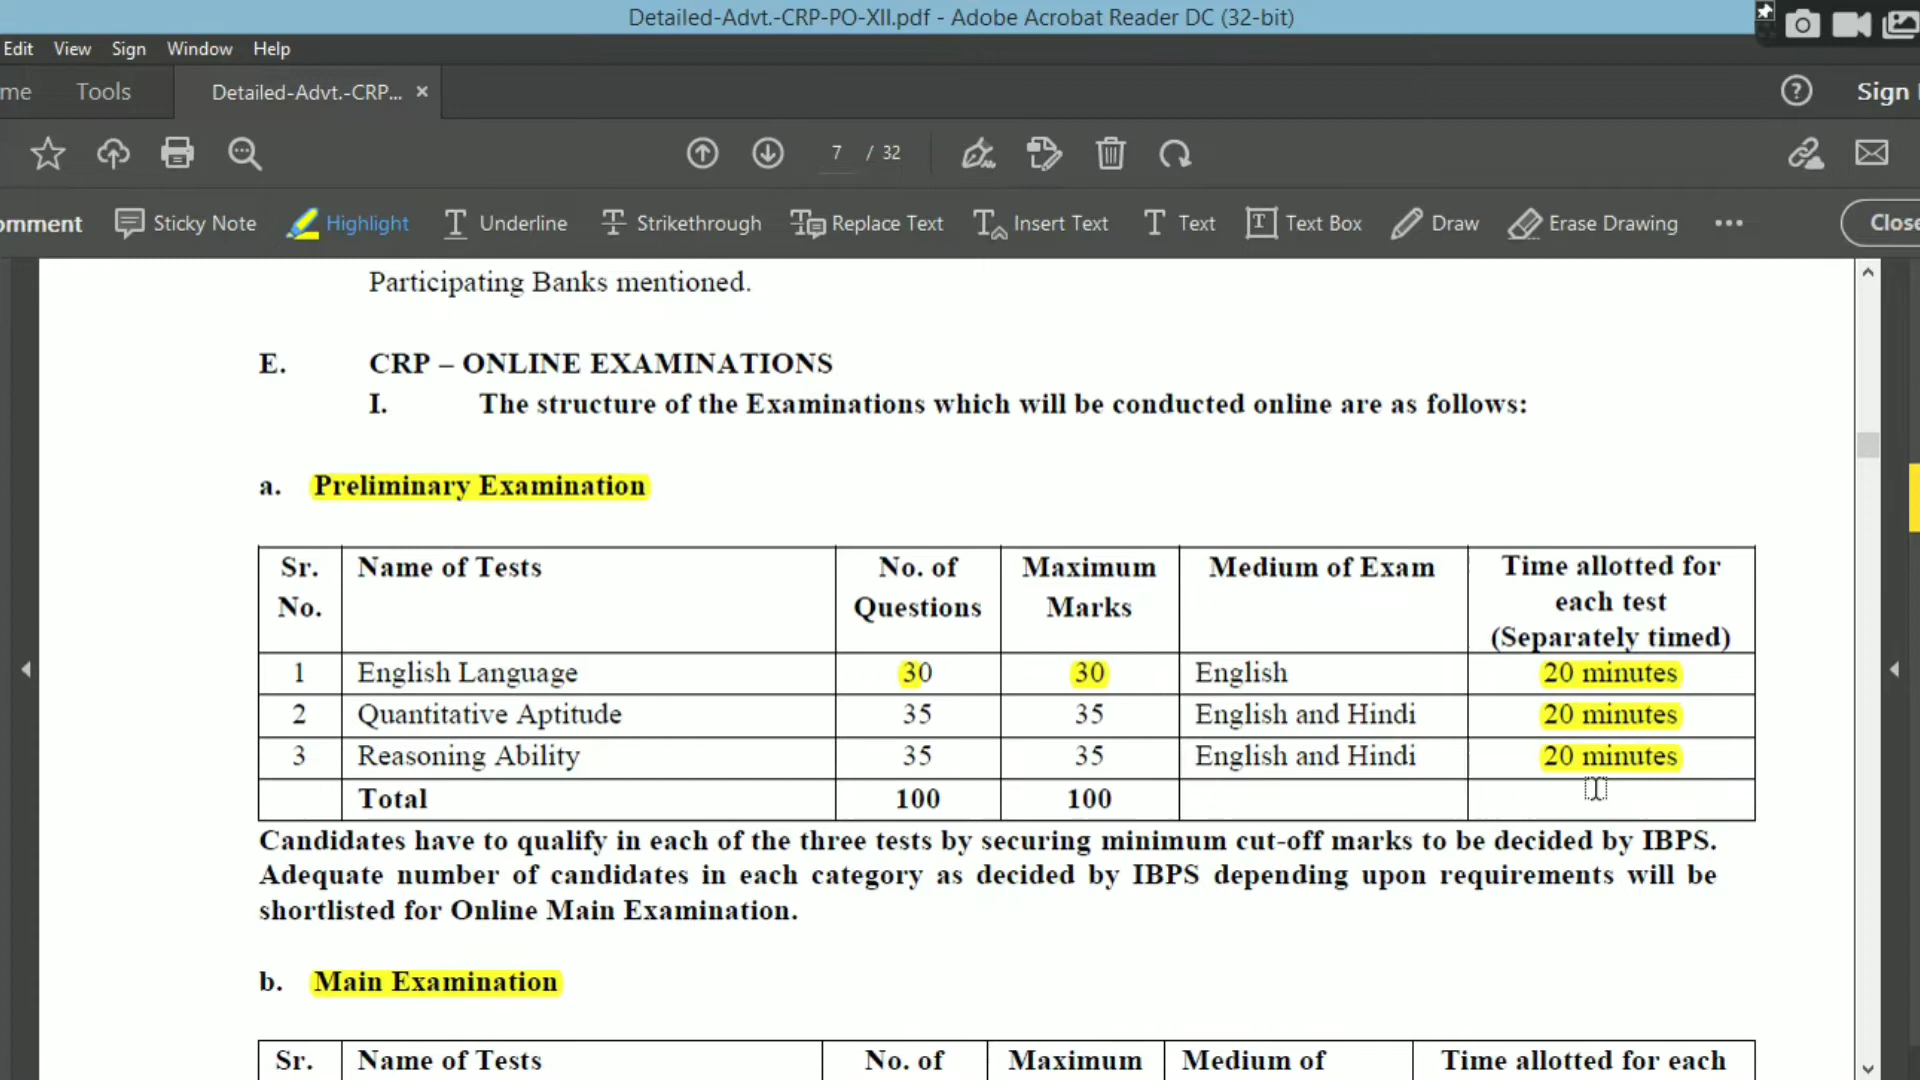 Detailed-Advt.-CRP-PO-XII.pdf - Adobe Acrobat Reader DC (32-bit)
Edit View Sign Window Help
me Tools Detailed-Advt.-CRP... × Sign
7 / 32
omment Sticky Note Highlight Underline Strikethrough Replace Text Insert Text Text Text Box Draw Erase Drawing ••• Close
Participating Banks mentioned.
E. CRP – ONLINE EXAMINATIONS
I. The structure of the Examinations which will be conducted online are as follows:
a. Preliminary Examination
Sr. No. Name of Tests No. of Questions Maximum Marks Medium of Exam Time allotted for each test (Separately timed)
1 English Language 30 30 English 20 minutes
2 Quantitative Aptitude 35 35 English and Hindi 20 minutes
3 Reasoning Ability 35 35 English and Hindi 20 minutes
Total 100 100
Candidates have to qualify in each of the three tests by securing minimum cut-off marks to be decided by IBPS.
Adequate number of candidates in each category as decided by IBPS depending upon requirements will be
shortlisted for Online Main Examination.
b. Main Examination
Sr. Name of Tests No. of Maximum Medium of Time allotted for each